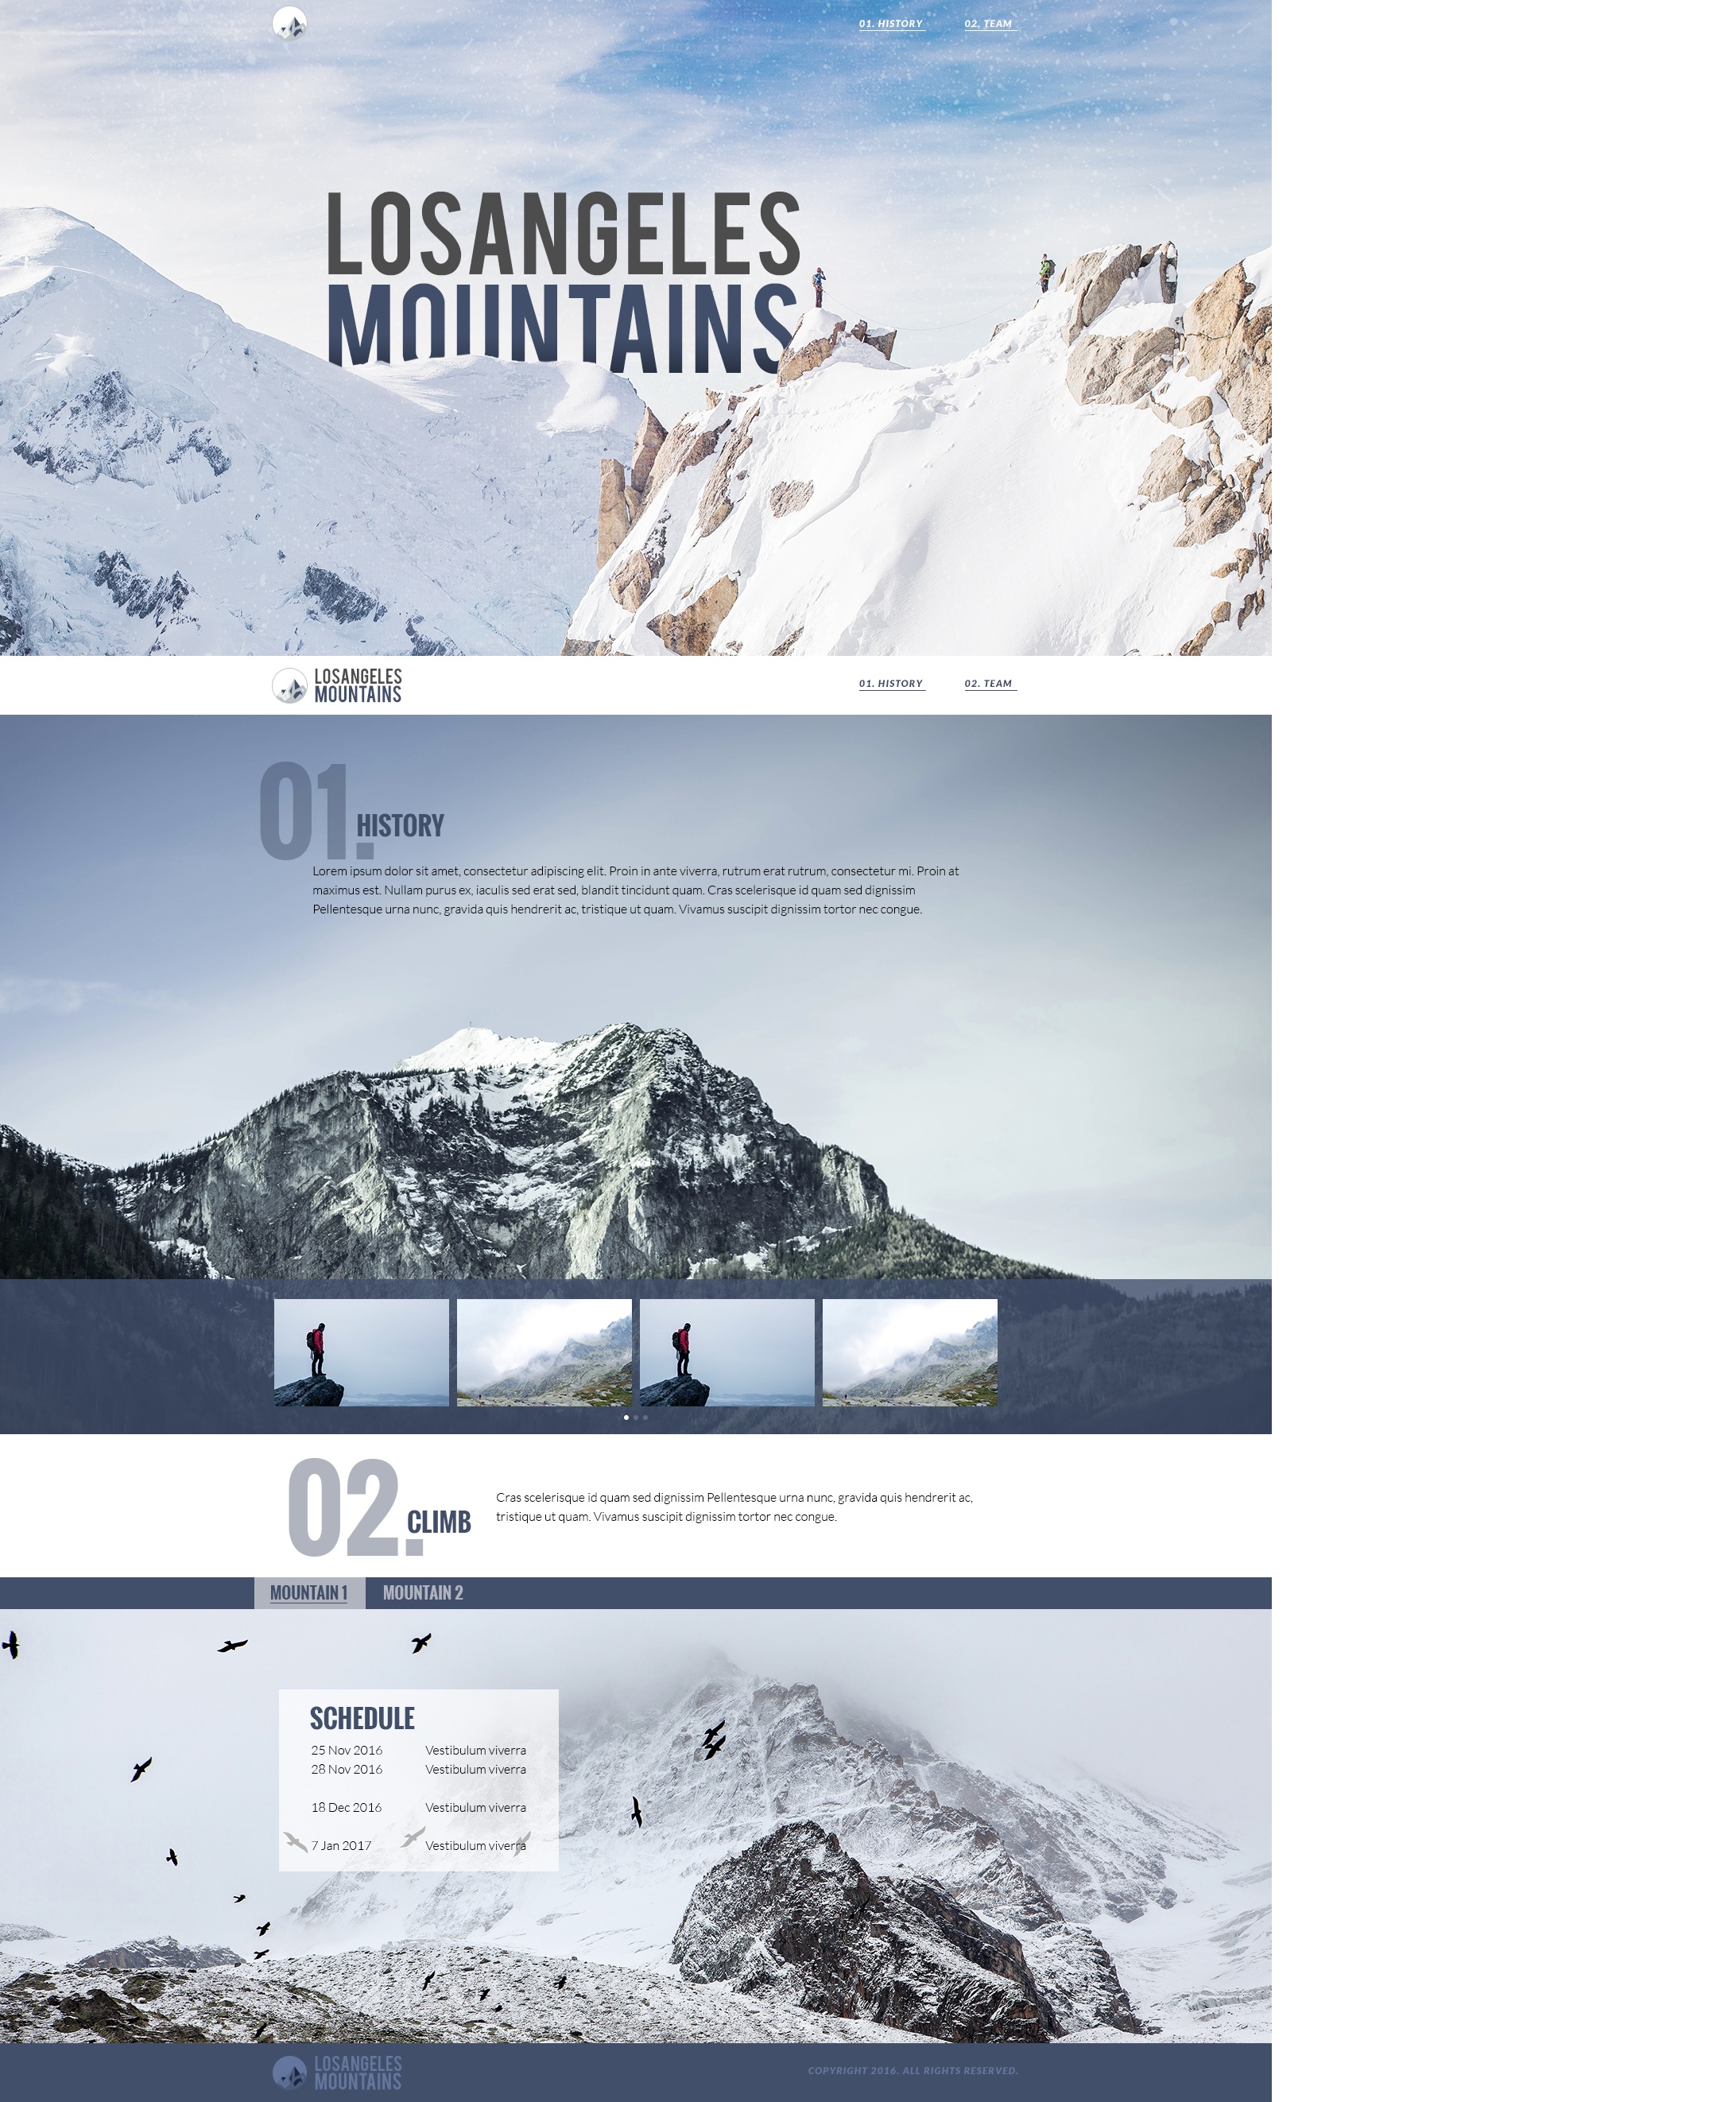 01. HISTORY
02. TEAM
LOSANGELES
MOUNTAINS
LOSANGELES
MOUNTAINS
01. HISTORY
02. TEAM
01.
HISTORY
Lorem ipsum dolor sit amet, consectetur adipiscing elit. Proin in ante viverra, rutrum erat rutrum, consectetur mi. Proin at
maximus est. Nullam purus ex, iaculis sed erat sed, blandit tincidunt quam. Cras scelerisque id quam sed dignissim
Pellentesque urna nunc, gravida quis hendrerit ac, tristique ut quam. Vivamus suscipit dignissim tortor nec congue.
02.
CLIMB
Cras scelerisque id quam sed dignissim Pellentesque urna nunc, gravida quis hendrerit ac,
tristique ut quam. Vivamus suscipit dignissim tortor nec congue.
MOUNTAIN 1
MOUNTAIN 2
SCHEDULE
25 Nov 2016 Vestibulum viverra
28 Nov 2016 Vestibulum viverra
18 Dec 2016 Vestibulum viverra
7 Jan 2017 Vestibulum viverra
LOSANGELES
MOUNTAINS
COPYRIGHT 2016. ALL RIGHTS RESERVED.